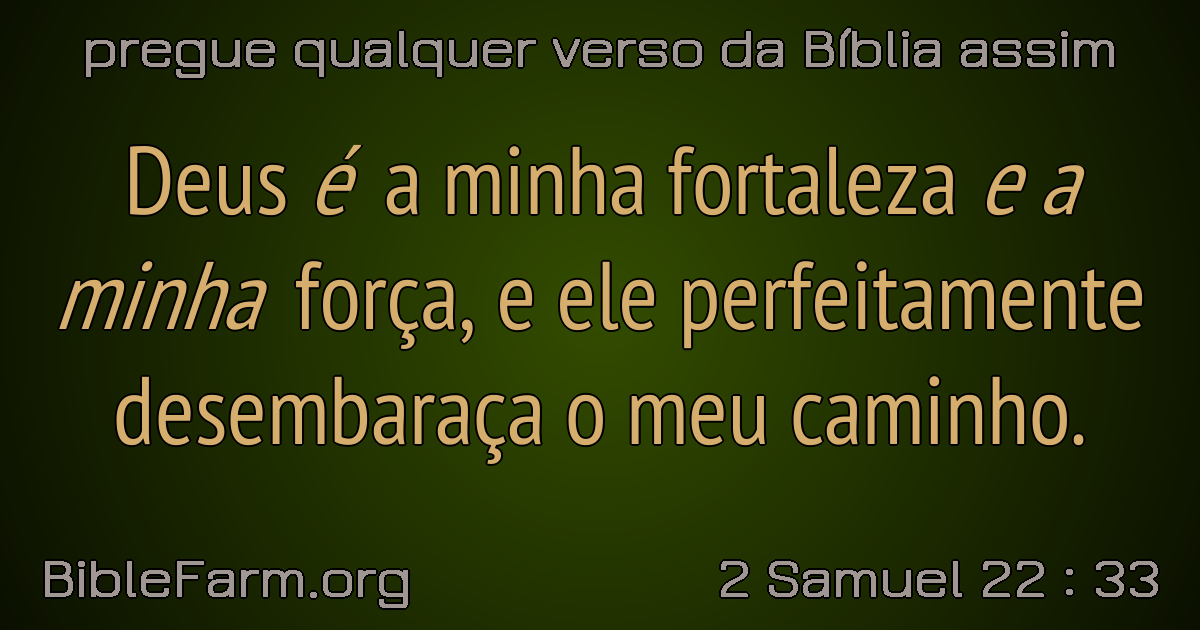 pregue qualquer verso da Bíblia assim
Deus é a minha fortaleza e a
minha força, e ele perfeitamente
desembaraça o meu caminho.
BibleFarm.org
2 Samuel 22 : 33